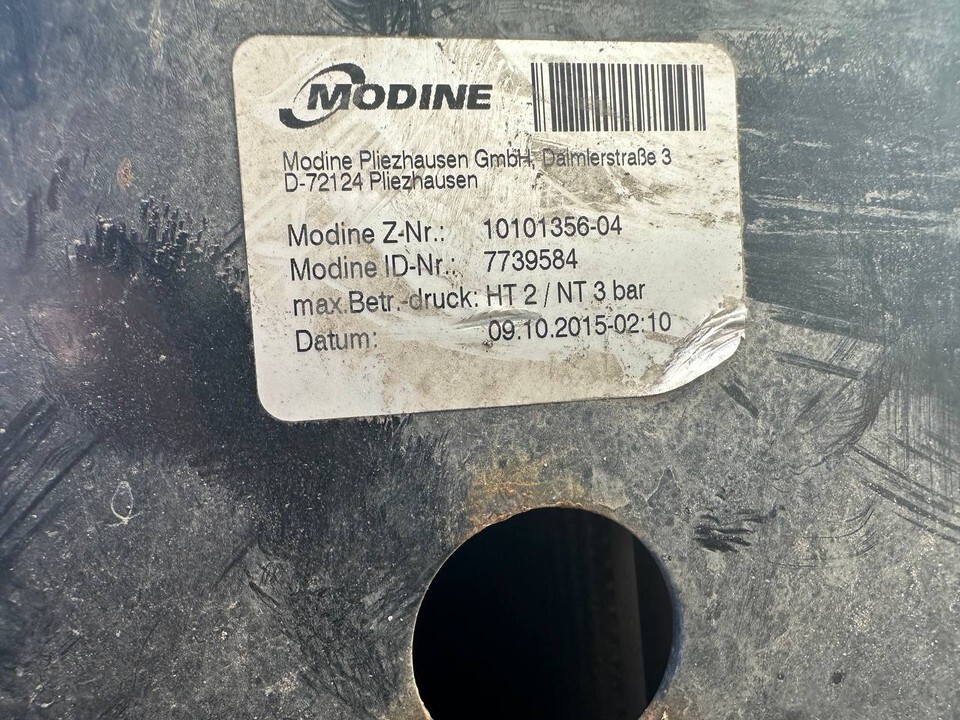 MODINE
Modine Pliezhausen GmbH, Daimlerstraße 3
D-72124 Pliezhausen
Modine Z-Nr.: 10101356-04
Modine ID-Nr.: 7739584
max.Betr.-druck: HT 2 / NT 3 bar
Datum: 09.10.2015-02:10